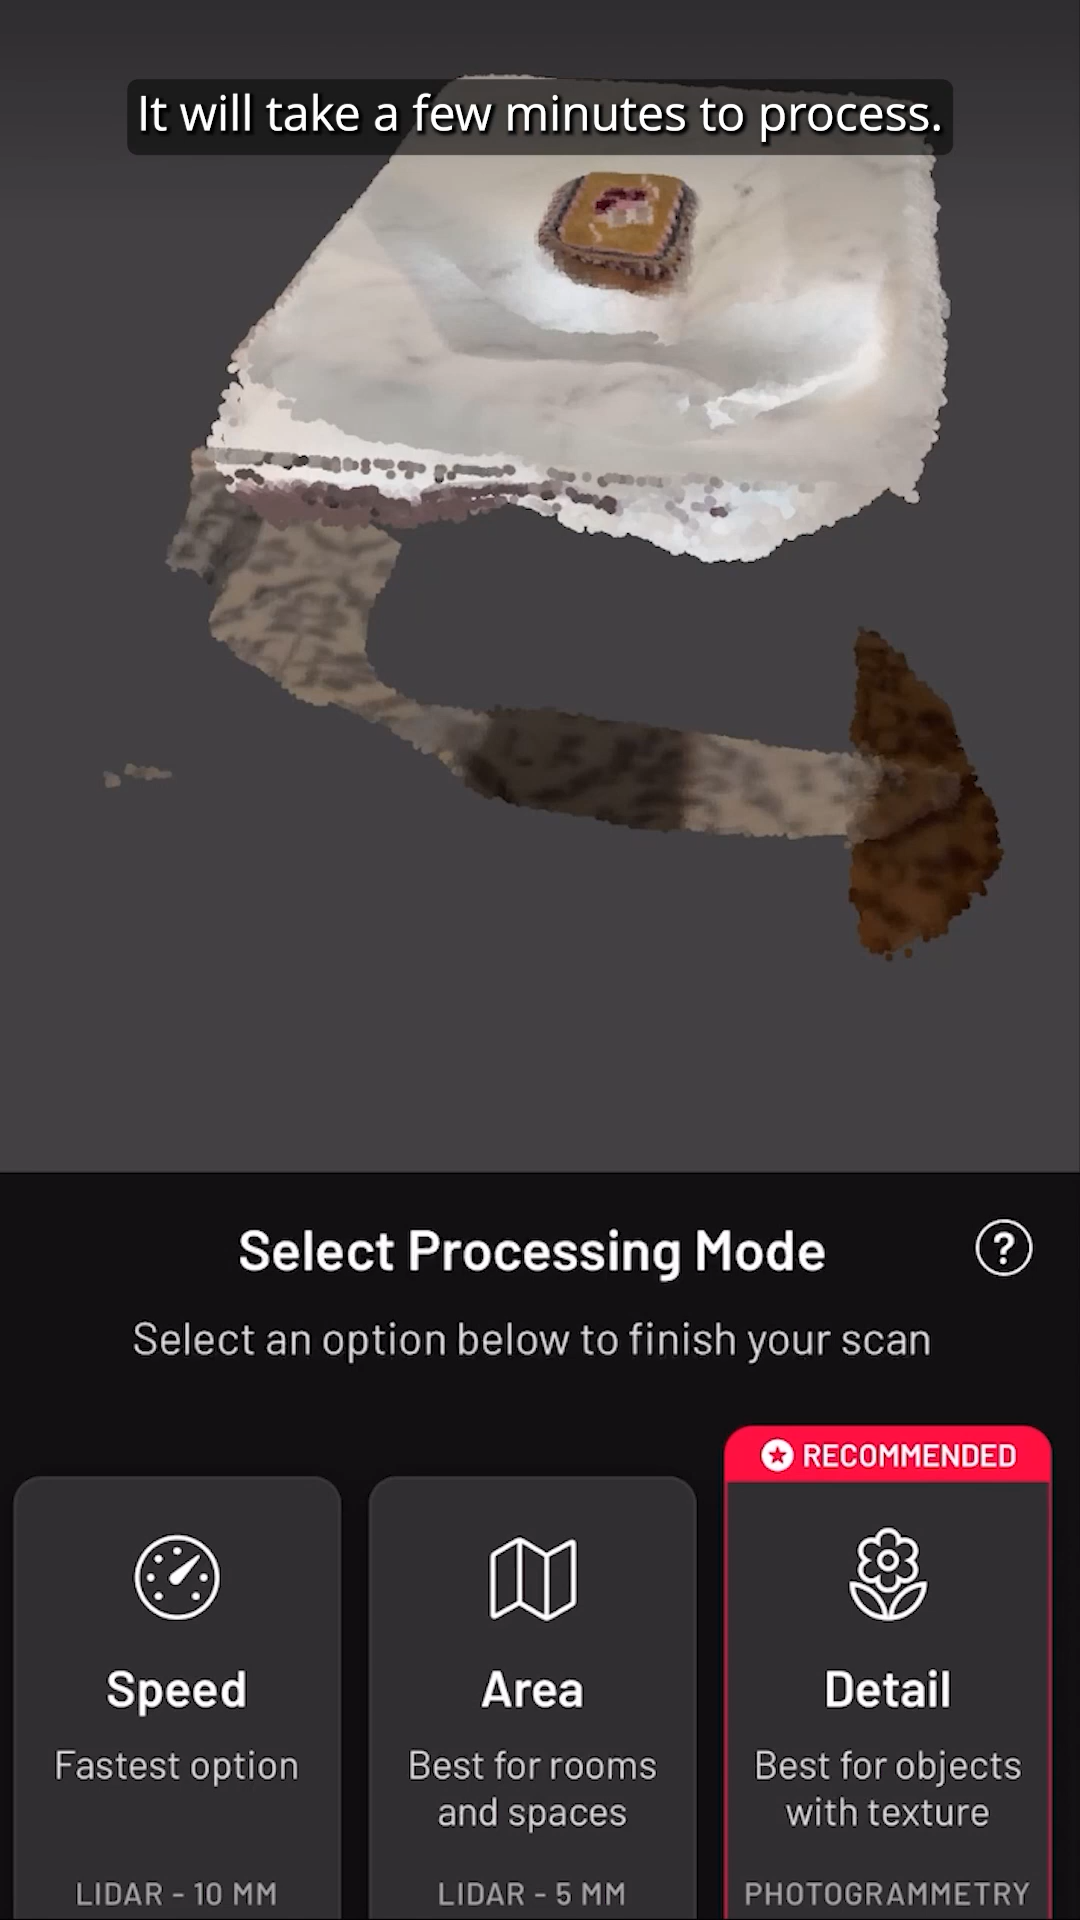 It will take a few minutes to process.
Select Processing Mode
?
Select an option below to finish your scan
RECOMMENDED
Speed
Fastest option
LIDAR - 10 MM
Area
Best for rooms
and spaces
LIDAR - 5 MM
Detail
Best for objects
with texture
PHOTOGRAMMETRY